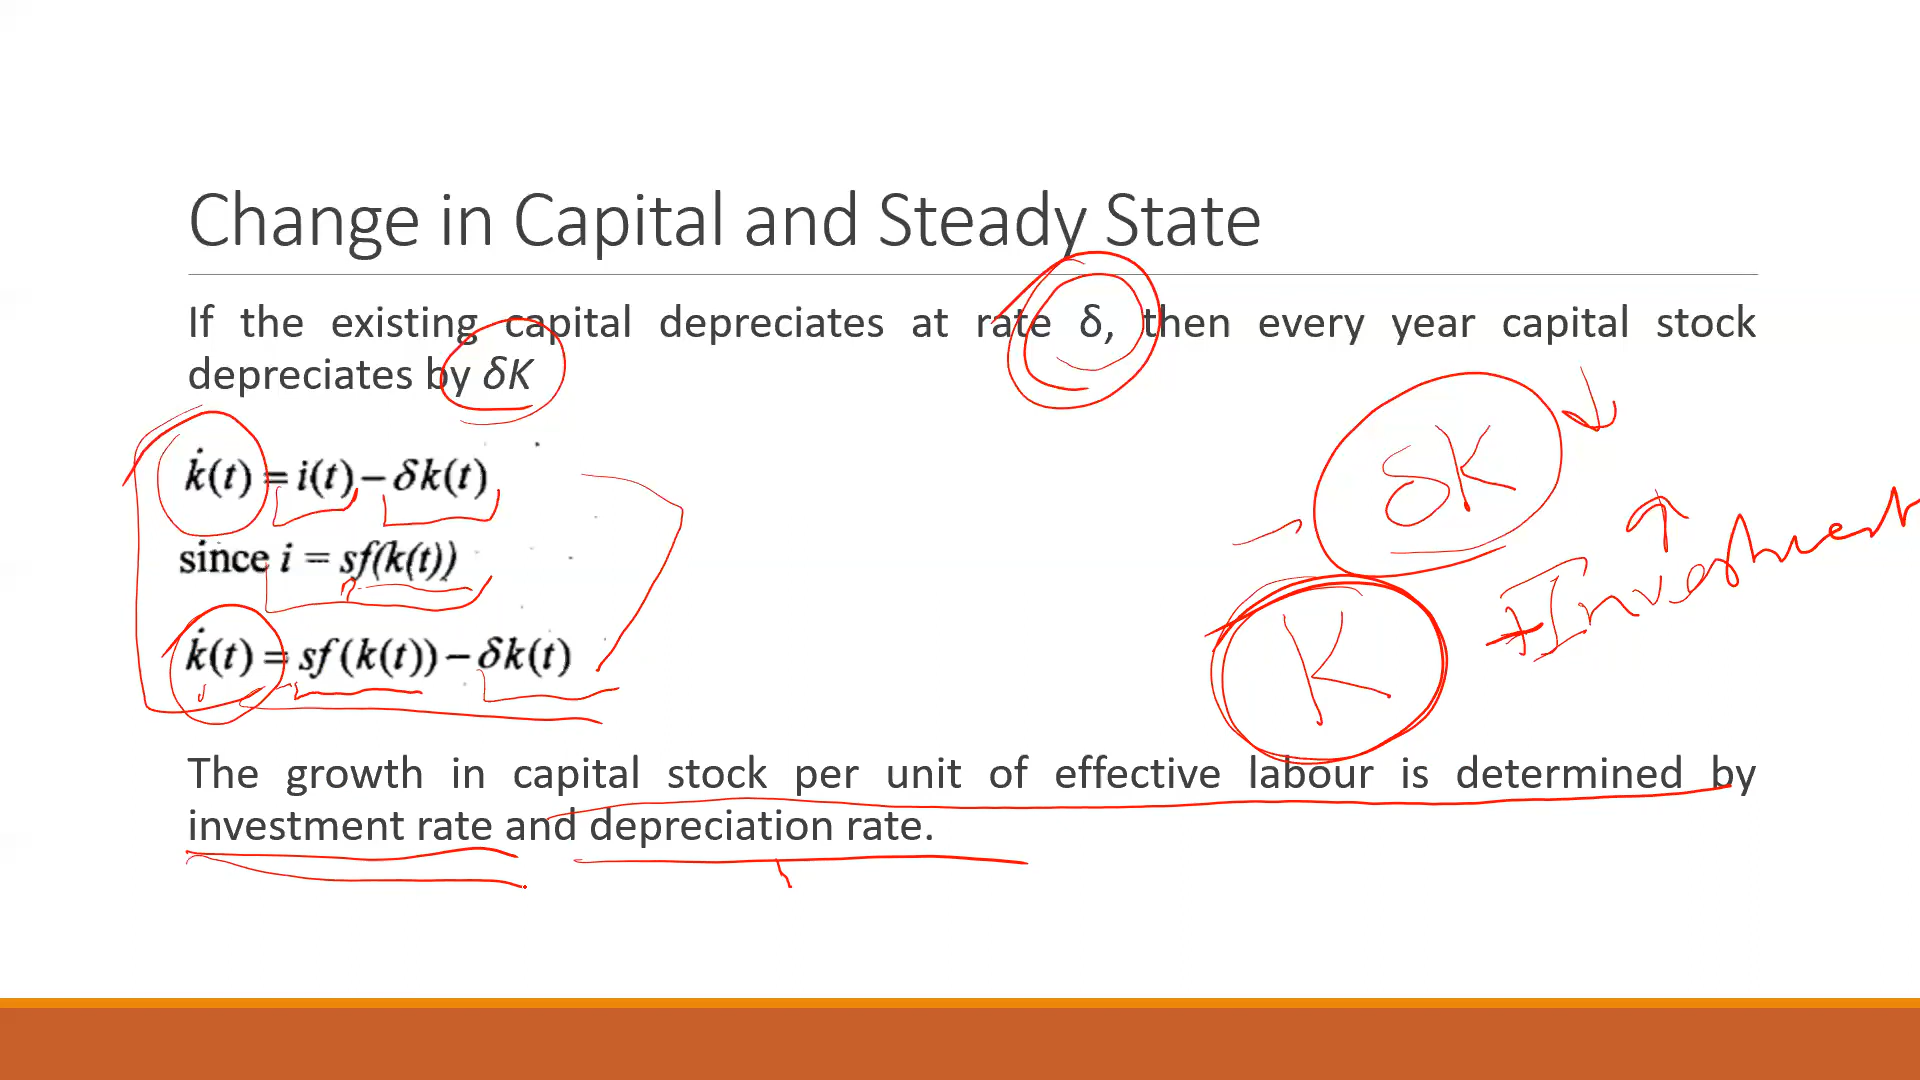 Change in Capital and Steady State
If the existing capital depreciates at rate δ, then every year capital stock
depreciates by δK
k̇(t) = i(t) − δk(t)
since i = sf(k(t))
k̇(t) = sf(k(t)) − δk(t)
δK
+Investment
K
The growth in capital stock per unit of effective labour is determined by
investment rate and depreciation rate.